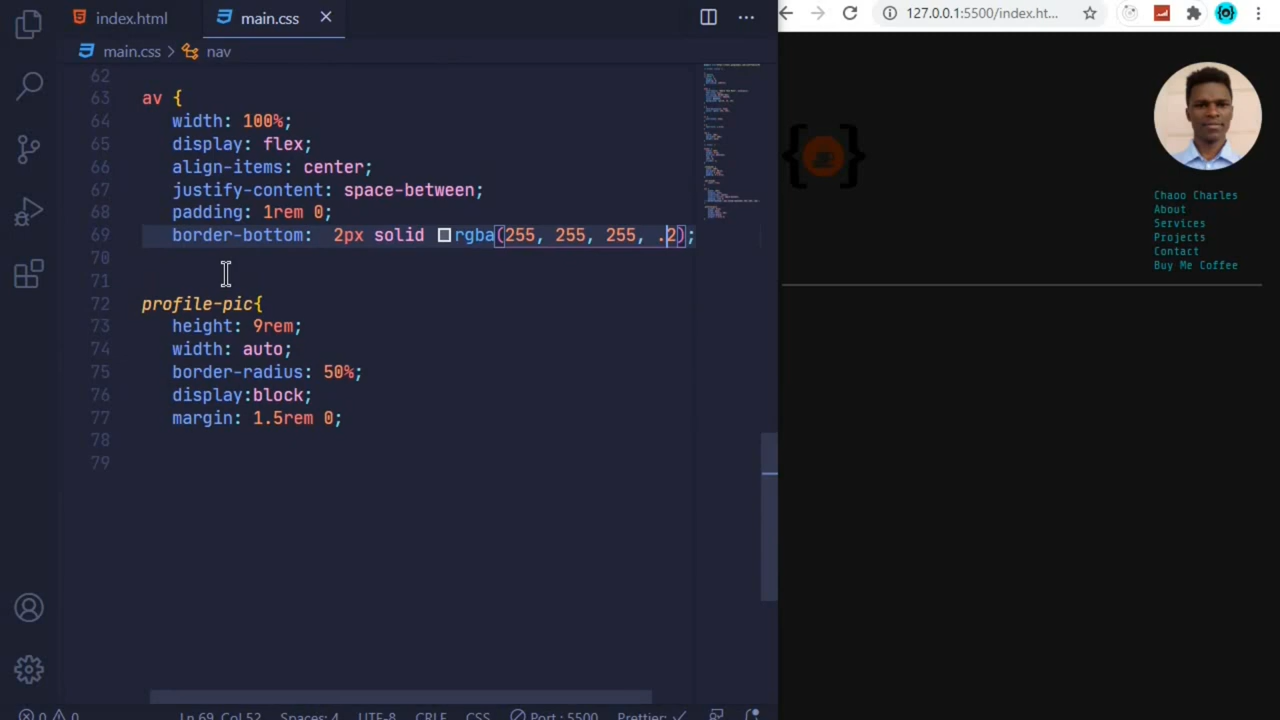 index.html
main.css
127.0.0.1:5500/index.ht...
main.css > nav
62
63 av {
64 width: 100%;
65 display: flex;
66 align-items: center;
67 justify-content: space-between;
68 padding: 1rem 0;
69 border-bottom:  2px solid rgba(255, 255, 255, .2);
70
71
72 profile-pic{
73 height: 9rem;
74 width: auto;
75 border-radius: 50%;
76 display:block;
77 margin: 1.5rem 0;
78
79
Chaoo Charles
About
Services
Projects
Contact
Buy Me Coffee
0 0 Ln 69, Col 52 Spaces: 4 UTF-8 CRLF CSS Port : 5500 Prettier: ✓